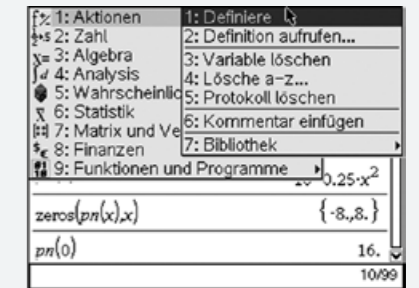 1: Aktionen
2: Zahl
3: Algebra
4: Analysis
5: Wahrscheinlic
6: Statistik
7: Matrix und Ve
8: Finanzen
9: Funktionen und Programme
1: Definiere
2: Definition aufrufen...
3: Variable löschen
4: Lösche a-z...
5: Protokoll löschen
6: Kommentar einfügen
7: Bibliothek
0.25·x²
zeros(pn(x),x) {-8.,8.}
pn(0) 16.
10/99